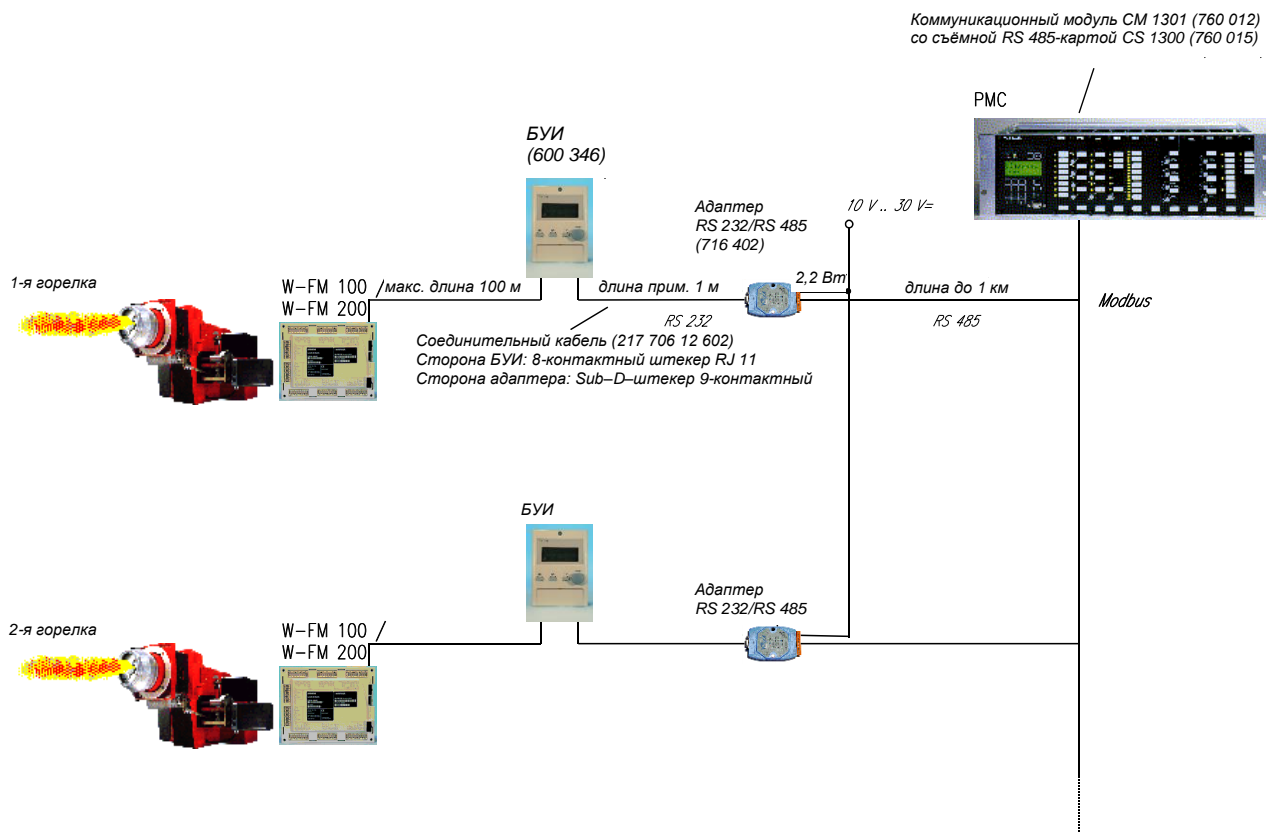 Коммуникационный модуль CM 1301 (760 012)
со съёмной RS 485-картой CS 1300 (760 015)
PMC
БУИ
(600 346)
Адаптер
RS 232/RS 485
(716 402)
10 V .. 30 V=
1-я горелка
W-FM 100
W-FM 200
макс. длина 100 м
длина прим. 1 м
2,2 Вт
длина до 1 км
Modbus
RS 232
RS 485
Соединительный кабель (217 706 12 602)
Сторона БУИ: 8-контактный штекер RJ 11
Сторона адаптера: Sub–D–штекер 9-контактный
БУИ
Адаптер
RS 232/RS 485
2-я горелка
W-FM 100
W-FM 200